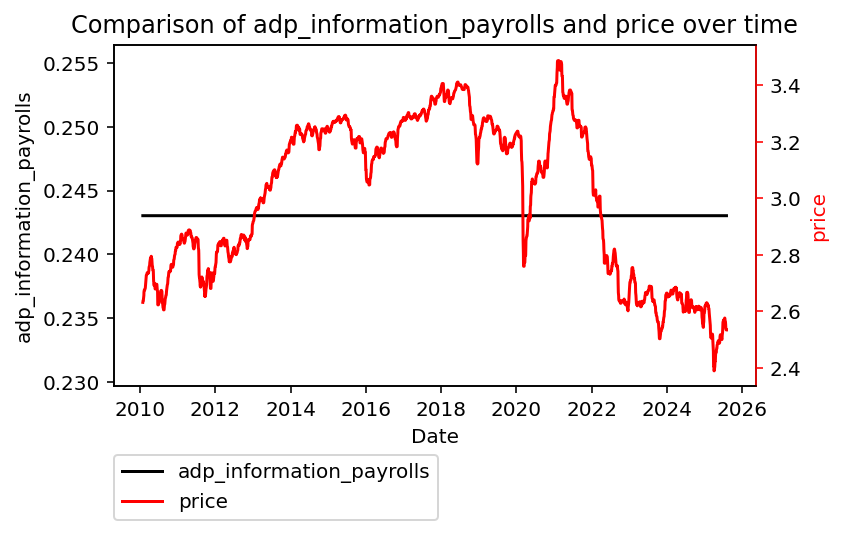 Comparison of adp_information_payrolls and price over time
0.255
0.250
0.245
0.240
0.235
0.230
adp_information_payrolls
3.4
3.2
3.0
2.8
2.6
2.4
price
2010 2012 2014 2016 2018 2020 2022 2024 2026
Date
adp_information_payrolls
price